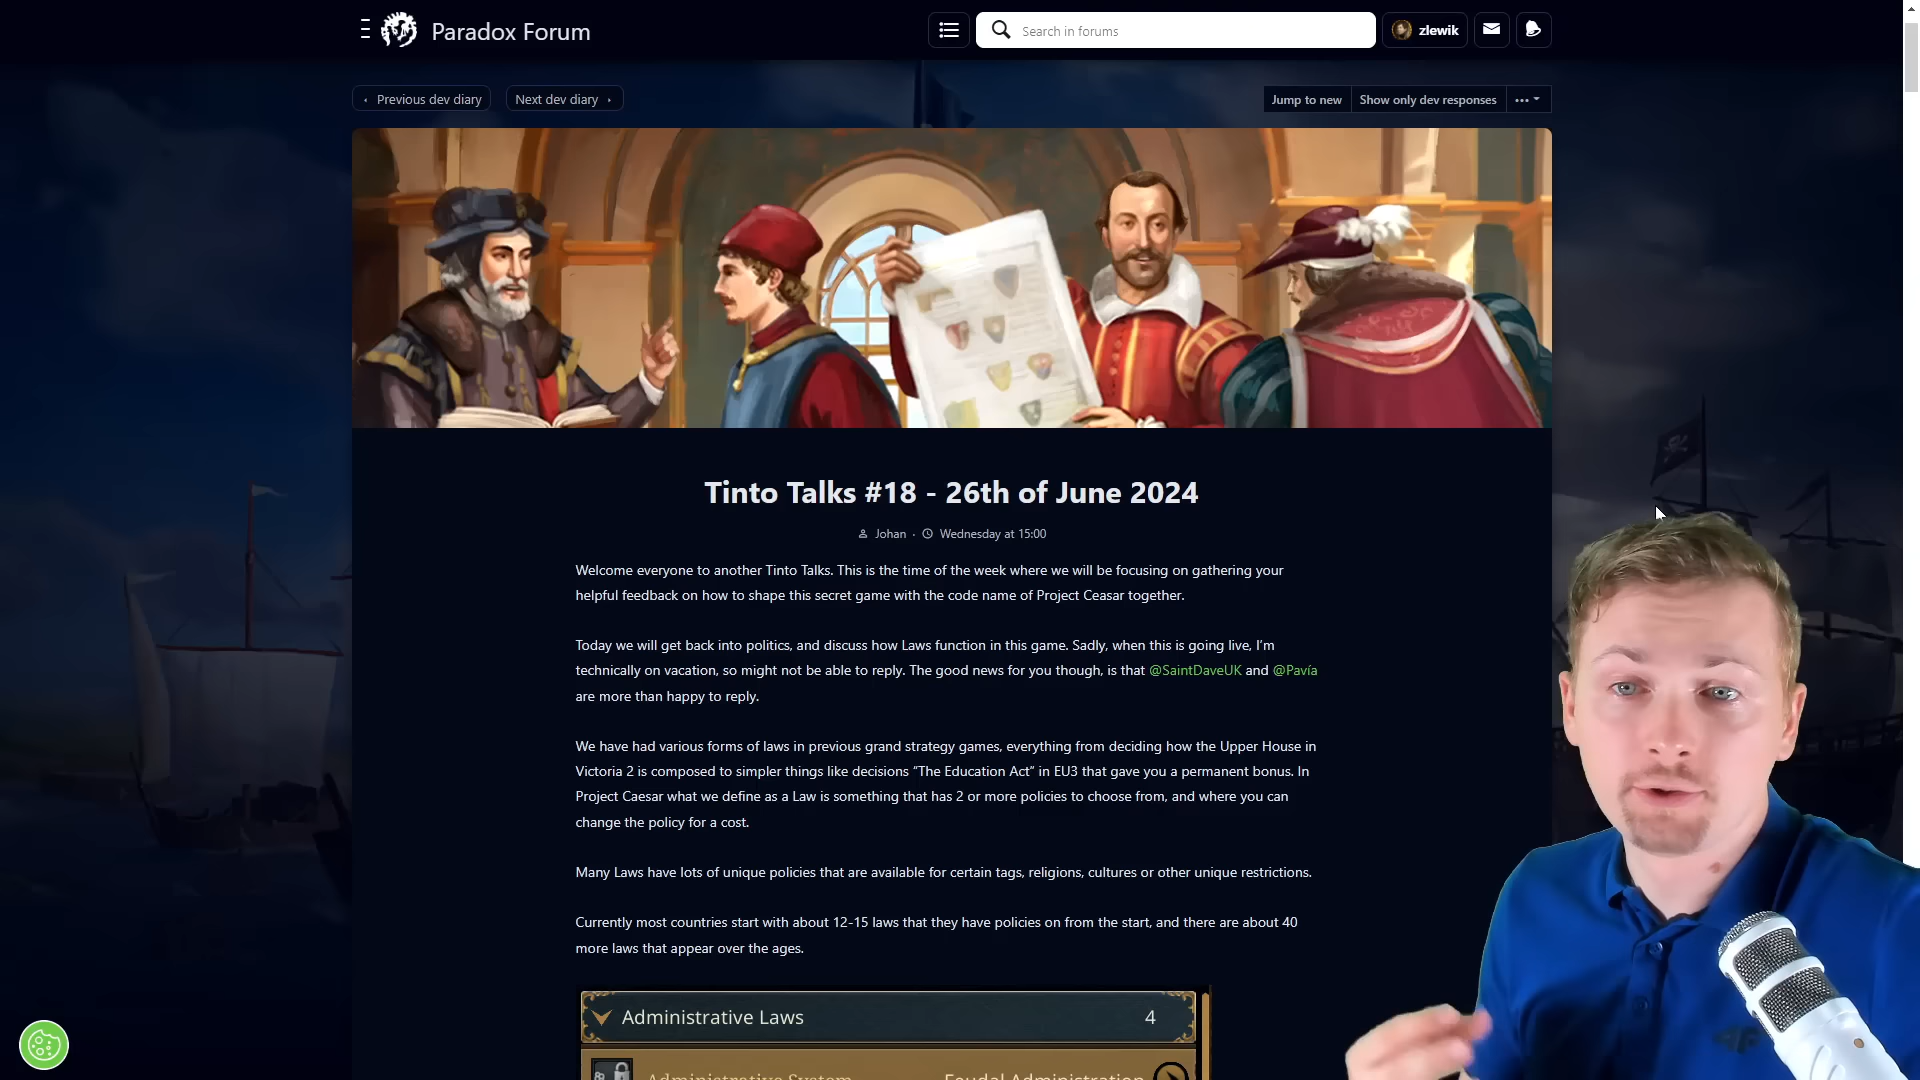 Paradox Forum
Search in forums
zlewik
Previous dev diary
Next dev diary
Jump to new
Show only dev responses
Tinto Talks #18 - 26th of June 2024
Johan · Wednesday at 15:00
Welcome everyone to another Tinto Talks. This is the time of the week where we will be focusing on gathering your
helpful feedback on how to shape this secret game with the code name of Project Ceasar together.
Today we will get back into politics, and discuss how Laws function in this game. Sadly, when this is going live, I’m
technically on vacation, so might not be able to reply. The good news for you though, is that @SaintDaveUK and @Pavía
are more than happy to reply.
We have had various forms of laws in previous grand strategy games, everything from deciding how the Upper House in
Victoria 2 is composed to simpler things like decisions “The Education Act” in EU3 that gave you a permanent bonus. In
Project Caesar what we define as a Law is something that has 2 or more policies to choose from, and where you can
change the policy for a cost.
Many Laws have lots of unique policies that are available for certain tags, religions, cultures or other unique restrictions.
Currently most countries start with about 12-15 laws that they have policies on from the start, and there are about 40
more laws that appear over the ages.
Administrative Laws 4
Administrative System Feudal Administration